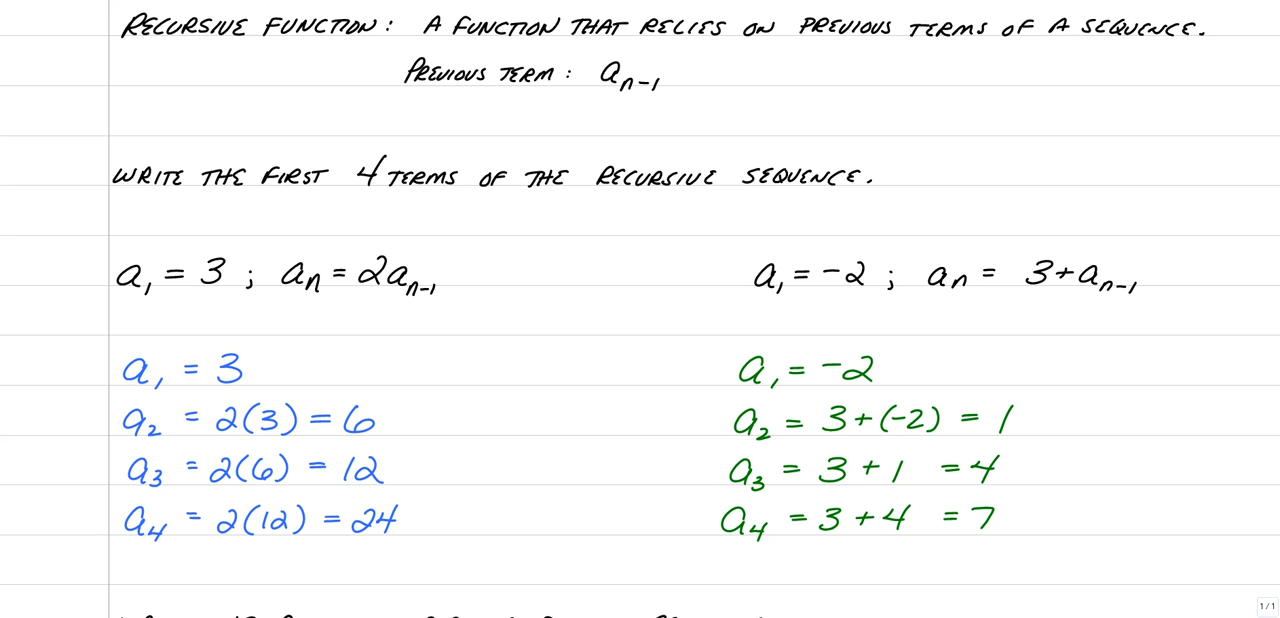 RECURSIVE FUNCTION: A FUNCTION THAT RELIES ON PREVIOUS TERMS OF A SEQUENCE.
PREVIOUS TERM: aₙ₋₁
WRITE THE FIRST 4 TERMS OF THE RECURSIVE SEQUENCE.
a₁ = 3 ; aₙ = 2aₙ₋₁
a₁ = -2 ; aₙ = 3+aₙ₋₁
a₁ = 3
a₂ = 2(3) = 6
a₃ = 2(6) = 12
a₄ = 2(12) = 24
a₁ = -2
a₂ = 3+(-2) = 1
a₃ = 3+1 = 4
a₄ = 3+4 = 7
1/1